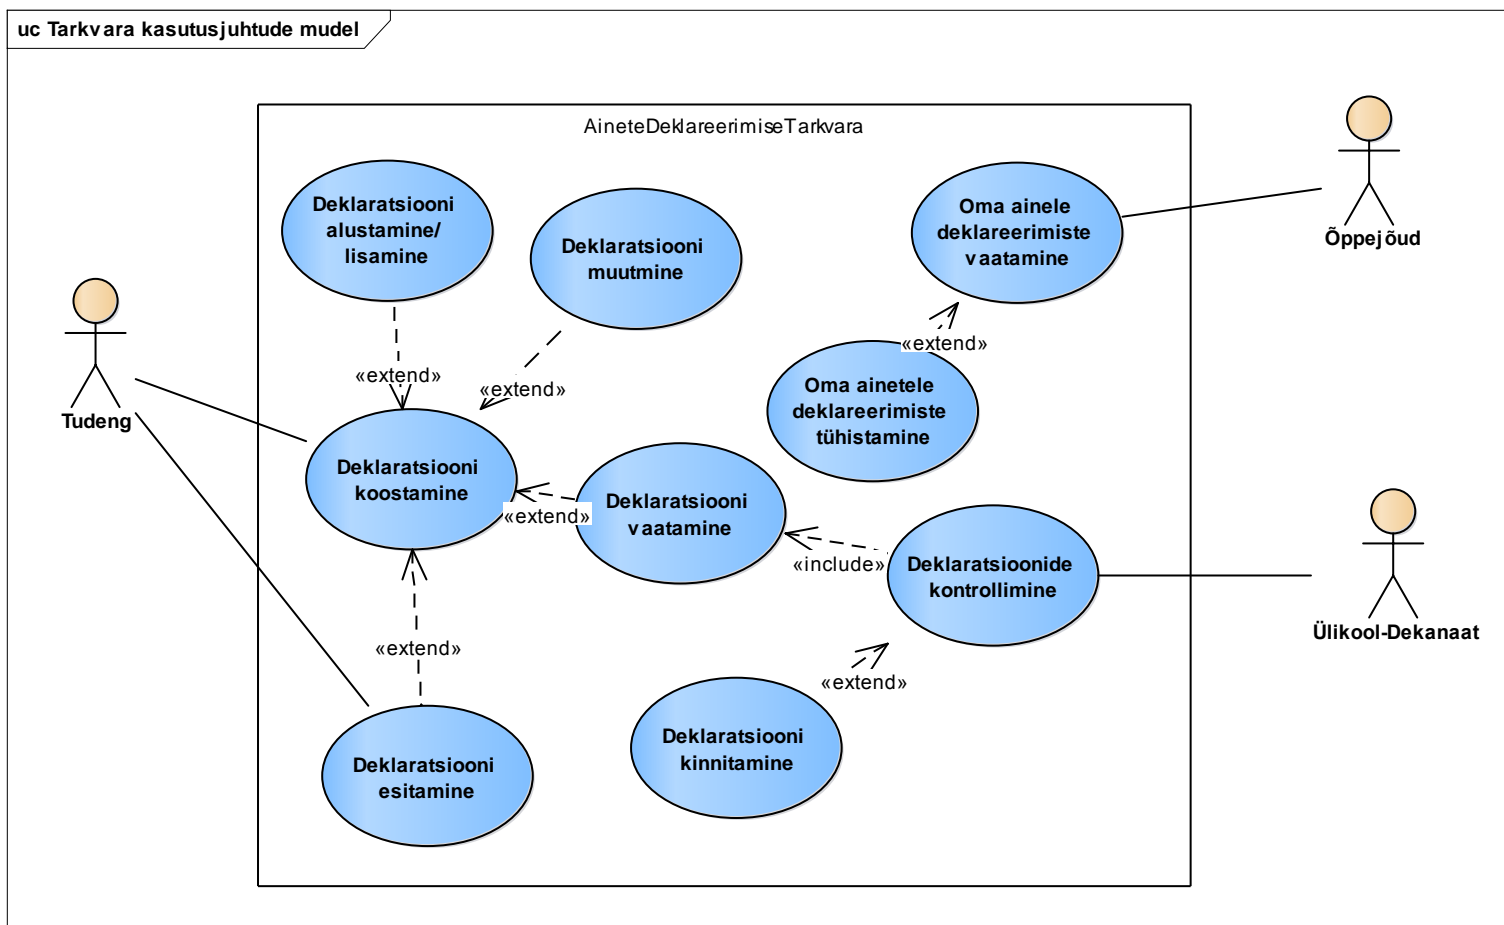 uc Tarkvara kasutusjuhtude mudel
AineteDeklareerimiseTarkvara
Deklaratsiooni
alustamine/
lisamine
Deklaratsiooni
muutmine
Oma ainele
deklareerimiste
vaatamine
Õppejõud
«extend»
«extend»
«extend»
Oma ainetele
deklareerimiste
tühistamine
Tudeng
Deklaratsiooni
koostamine
«extend»
Deklaratsiooni
vaatamine
«include»
Deklaratsioonide
kontrollimine
Ülikool-Dekanaat
«extend»
«extend»
Deklaratsiooni
kinnitamine
Deklaratsiooni
esitamine